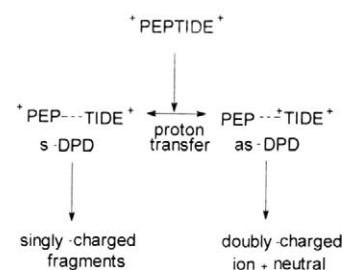 +PEPTIDE+
+PEP---TIDE+
PEP---+TIDE+
proton
transfer
s-DPD
as-DPD
singly-charged
fragments
doubly-charged
ion + neutral